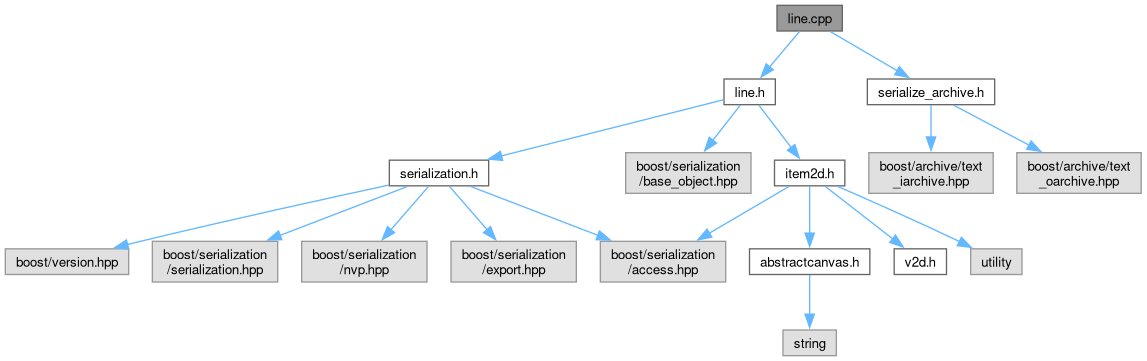 line.cpp
line.h
serialize_archive.h
serialization.h
boost/serialization
/base_object.hpp
item2d.h
boost/archive/text
_iarchive.hpp
boost/archive/text
_oarchive.hpp
boost/version.hpp
boost/serialization
/serialization.hpp
boost/serialization
/nvp.hpp
boost/serialization
/export.hpp
boost/serialization
/access.hpp
abstractcanvas.h
v2d.h
utility
string